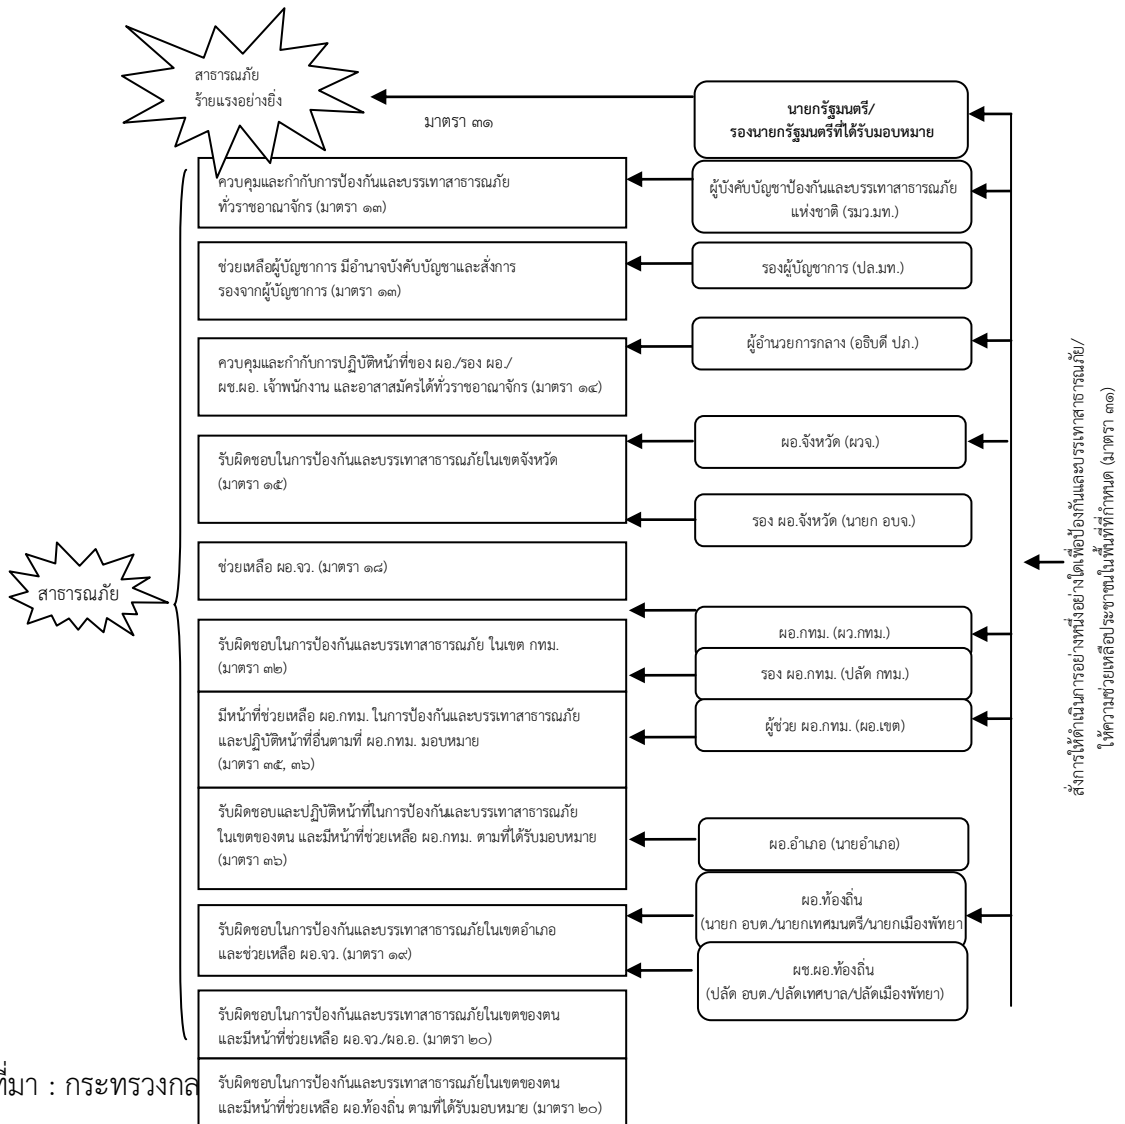 สาธารณภัย
ร้ายแรงอย่างยิ่ง
มาตรา ๓๑
นายกรัฐมนตรี/
รองนายกรัฐมนตรีที่ได้รับมอบหมาย
ควบคุมและกำกับการป้องกันและบรรเทาสาธารณภัย
ทั่วราชอาณาจักร (มาตรา ๑๓)
ผู้บังคับบัญชาป้องกันและบรรเทาสาธารณภัย
แห่งชาติ (รมว.มท.)
ช่วยเหลือผู้บัญชาการ มีอำนาจบังคับบัญชาและสั่งการ
รองจากผู้บัญชาการ (มาตรา ๑๓)
รองผู้บัญชาการ (ปล.มท.)
ควบคุมและกำกับการปฏิบัติหน้าที่ของ ผอ./รอง ผอ./
ผช.ผอ. เจ้าพนักงาน และอาสาสมัครได้ทั่วราชอาณาจักร (มาตรา ๑๔)
ผู้อำนวยการกลาง (อธิบดี ปภ.)
รับผิดชอบในการป้องกันและบรรเทาสาธารณภัยในเขตจังหวัด
(มาตรา ๑๕)
ผอ.จังหวัด (ผวจ.)
รอง ผอ.จังหวัด (นายก อบจ.)
ช่วยเหลือ ผอ.จว. (มาตรา ๑๘)
สาธารณภัย
รับผิดชอบในการป้องกันและบรรเทาสาธารณภัย ในเขต กทม.
(มาตรา ๓๒)
ผอ.กทม. (ผว.กทม.)
รอง ผอ.กทม. (ปลัด กทม.)
มีหน้าที่ช่วยเหลือ ผอ.กทม. ในการป้องกันและบรรเทาสาธารณภัย
และปฏิบัติหน้าที่อื่นตามที่ ผอ.กทม. มอบหมาย
(มาตรา ๓๕, ๓๖)
ผู้ช่วย ผอ.กทม. (ผอ.เขต)
รับผิดชอบและปฏิบัติหน้าที่ในการป้องกันและบรรเทาสาธารณภัย
ในเขตของตน และมีหน้าที่ช่วยเหลือ ผอ.กทม. ตามที่ได้รับมอบหมาย
(มาตรา ๓๖)
ผอ.อำเภอ (นายอำเภอ)
รับผิดชอบในการป้องกันและบรรเทาสาธารณภัยในเขตอำเภอ
และช่วยเหลือ ผอ.จว. (มาตรา ๑๙)
ผอ.ท้องถิ่น
(นายก อบต./นายกเทศมนตรี/นายกเมืองพัทยา
ผช.ผอ.ท้องถิ่น
(ปลัด อบต./ปลัดเทศบาล/ปลัดเมืองพัทยา)
รับผิดชอบในการป้องกันและบรรเทาสาธารณภัยในเขตของตน
และมีหน้าที่ช่วยเหลือ ผอ.จว./ผอ.อ. (มาตรา ๒๐)
รับผิดชอบในการป้องกันและบรรเทาสาธารณภัยในเขตของตน
และมีหน้าที่ช่วยเหลือ ผอ.ท้องถิ่น ตามที่ได้รับมอบหมาย (มาตรา ๒๐)
สั่งการให้ดำเนินการอย่างหนึ่งอย่างใดเพื่อป้องกันและบรรเทาสาธารณภัย/
ให้ความช่วยเหลือประชาชนในพื้นที่ที่กำหนด (มาตรา ๓๑)
ที่มา : กระทรวงกล